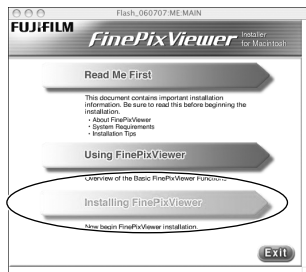 Flash_060707:ME:MAIN
FUJIFILM
FinePixViewer Installer
for Macintosh
Read Me First
This document contains important installation
information. Be sure to read this before beginning the
installation.
・About FinePixViewer
・System Requirements
・Installation Tips
Using FinePixViewer
Overview of the Basic FinePixViewer Functions
Installing FinePixViewer
Now begin FinePixViewer installation.
Exit